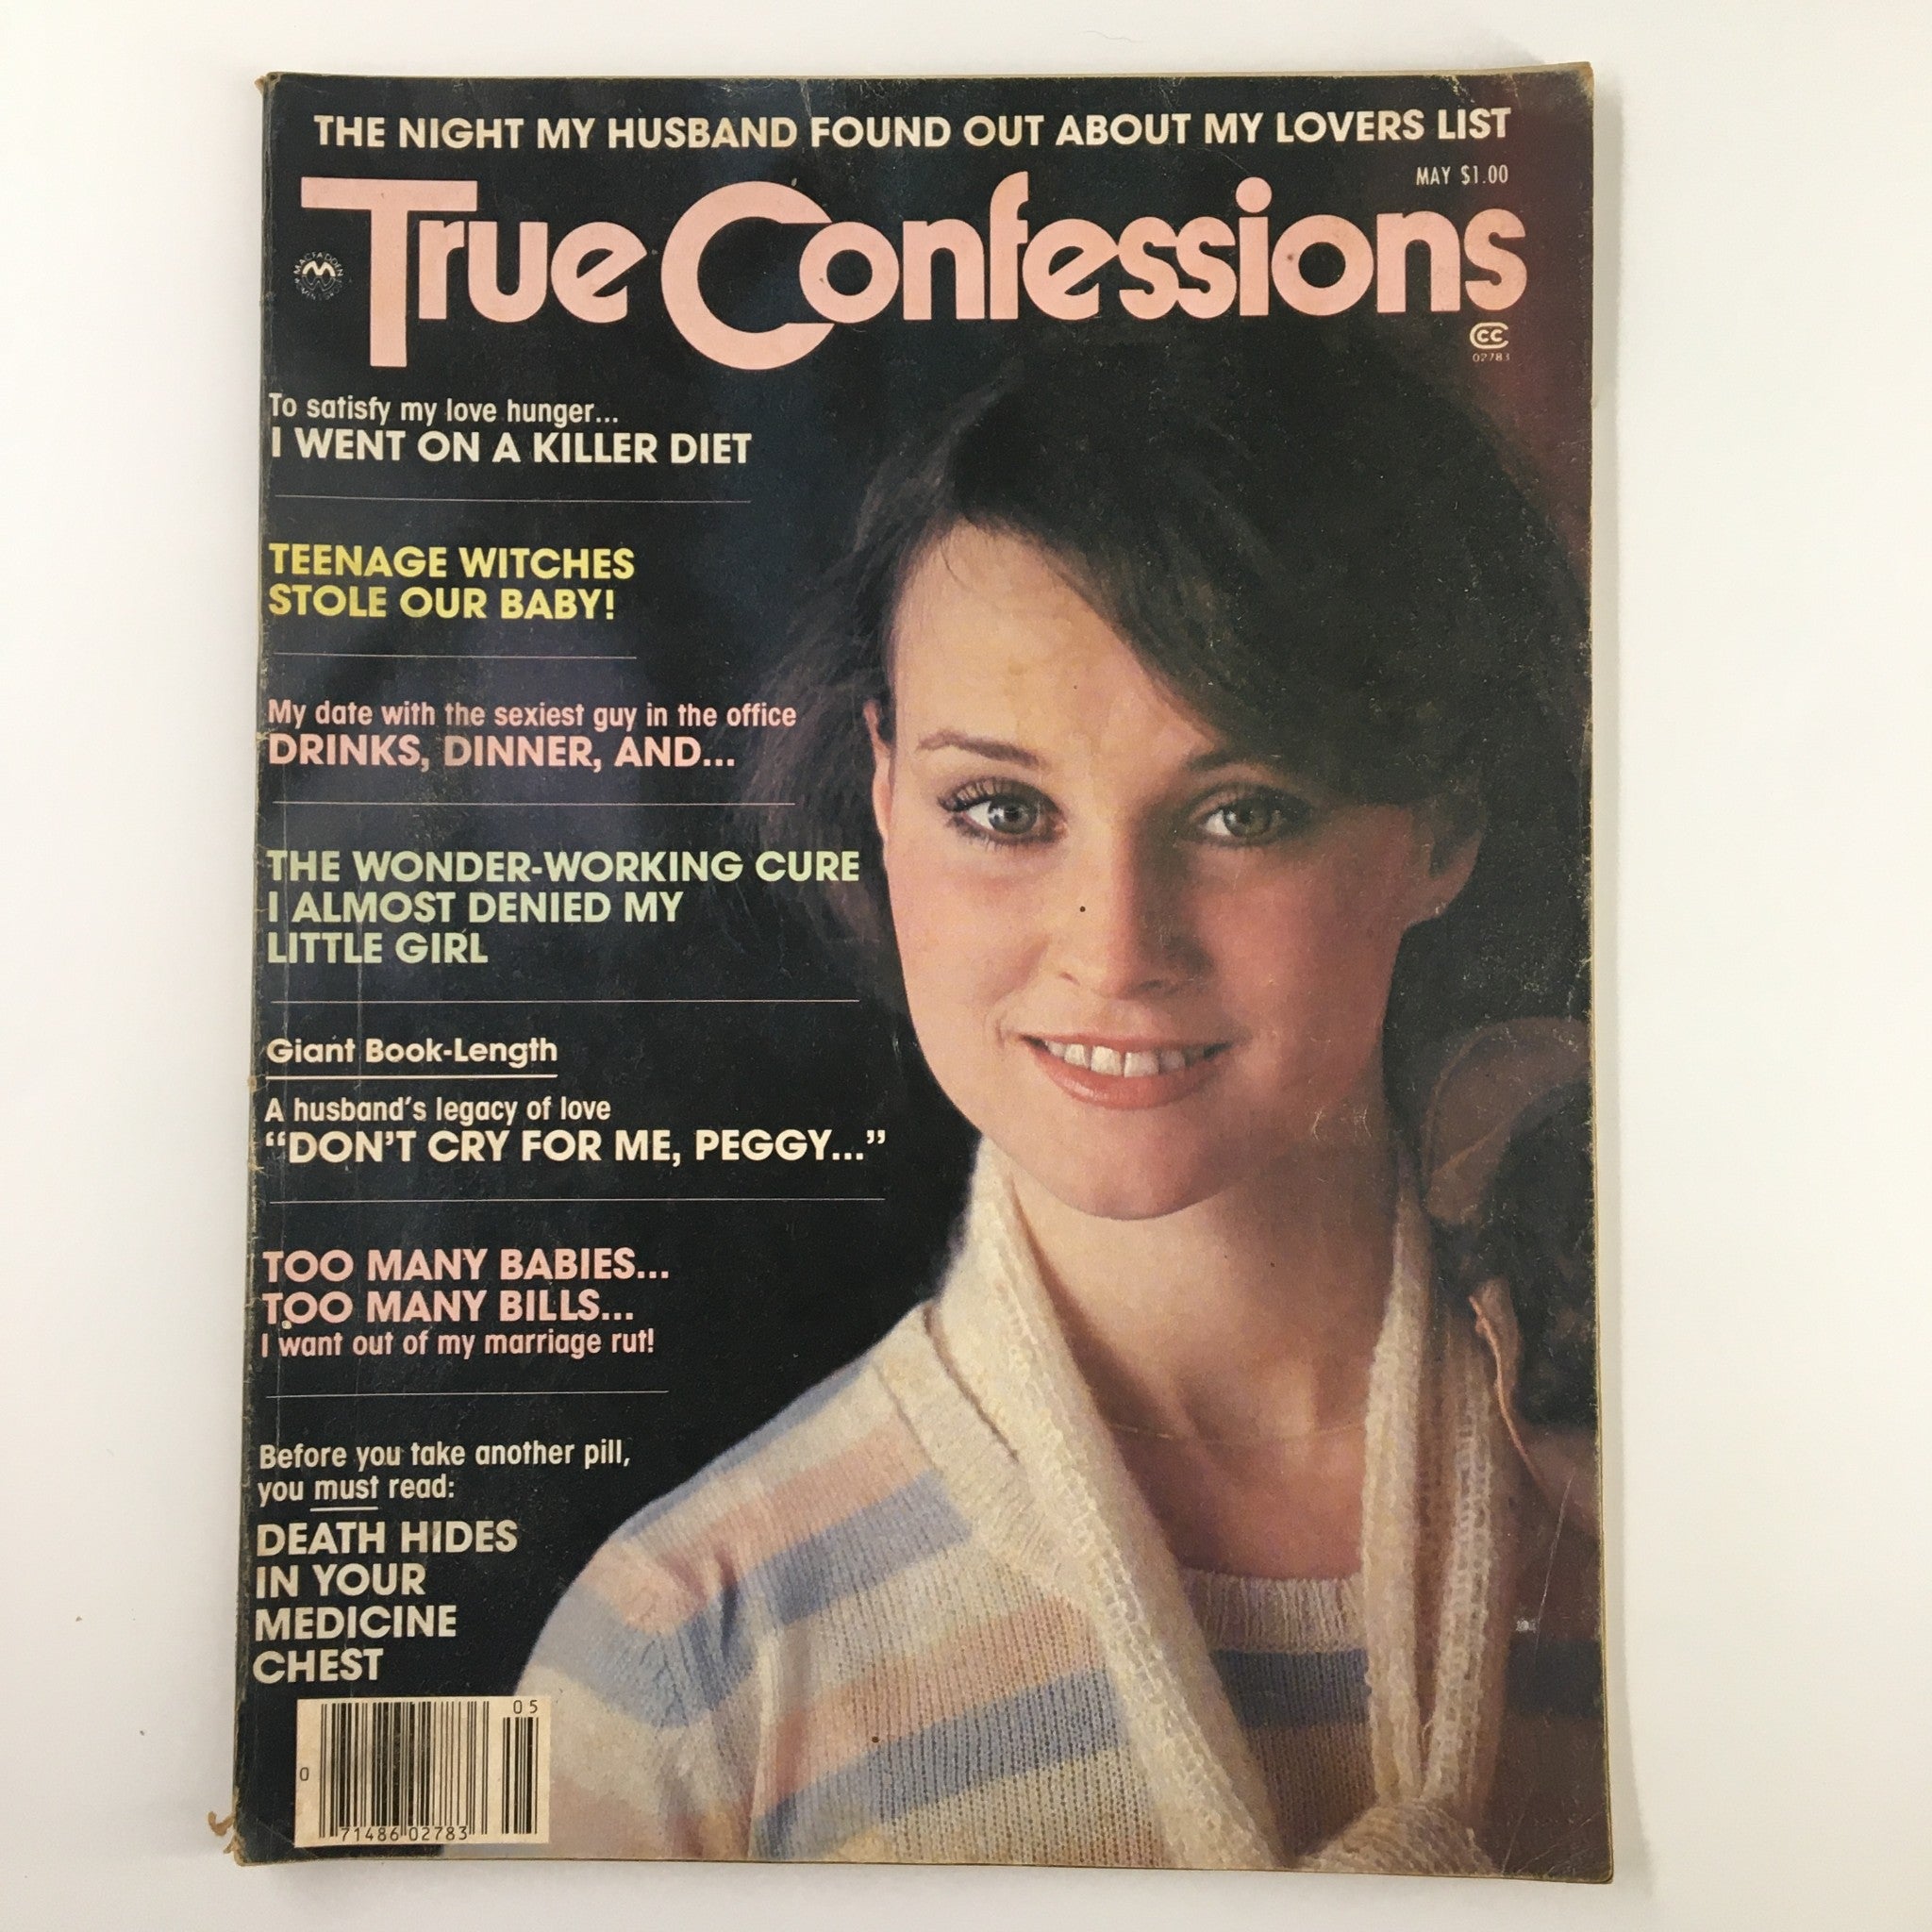 THE NIGHT MY HUSBAND FOUND OUT ABOUT MY LOVERS LIST
MAY $1.00
True Confessions
MACFADDEN
CC
02783
To satisfy my love hunger...
I WENT ON A KILLER DIET
TEENAGE WITCHES
STOLE OUR BABY!
My date with the sexiest guy in the office
DRINKS, DINNER, AND...
THE WONDER-WORKING CURE
I ALMOST DENIED MY
LITTLE GIRL
Giant Book-Length
A husband's legacy of love
“DON'T CRY FOR ME, PEGGY...”
TOO MANY BABIES...
TOO MANY BILLS...
I want out of my marriage rut!
Before you take another pill,
you must read:
DEATH HIDES
IN YOUR
MEDICINE
CHEST
05
0
71486 02783